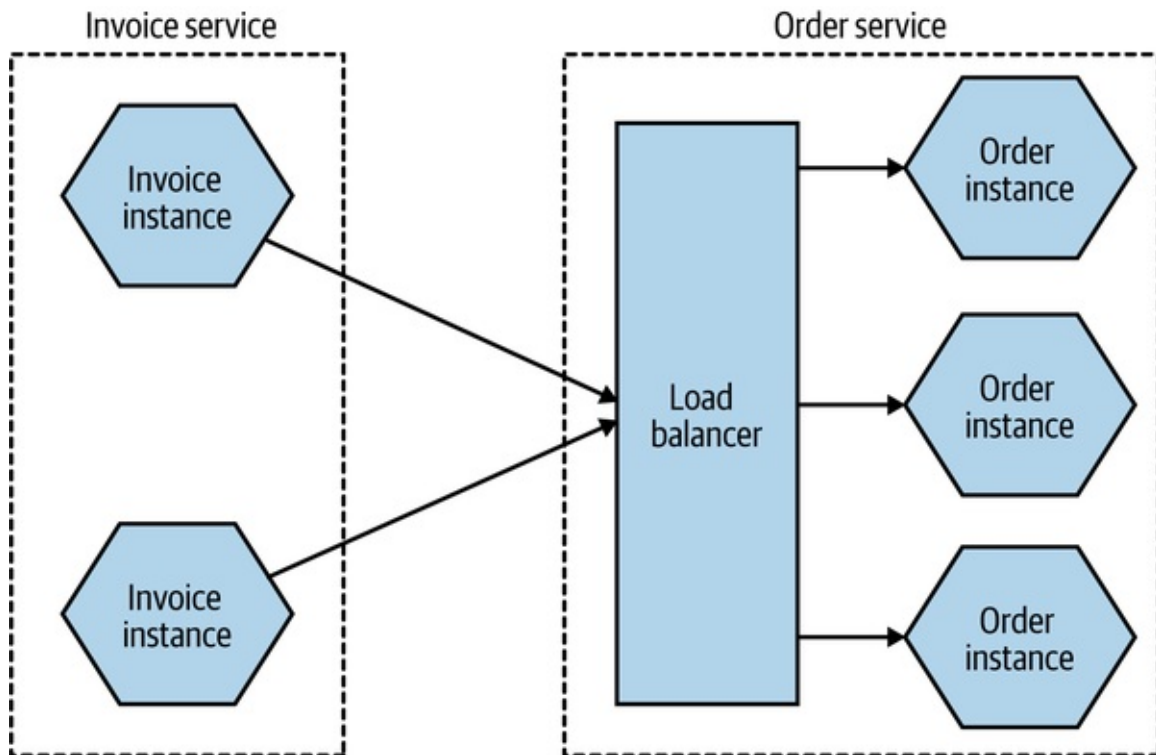 Invoice service
Order service
Invoice
instance
Invoice
instance
Load
balancer
Order
instance
Order
instance
Order
instance